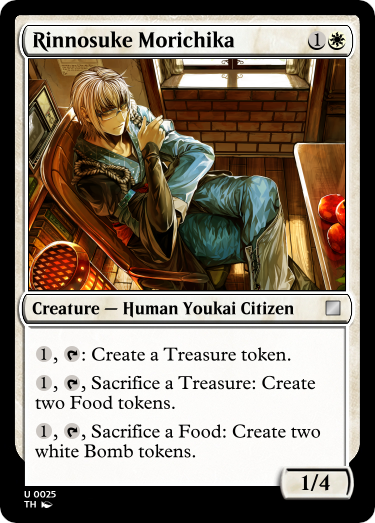 Rinnosuke Morichika 1
Creature — Human Youkai Citizen
1, : Create a Treasure token.
1, , Sacrifice a Treasure: Create
two Food tokens.
1, , Sacrifice a Food: Create two
white Bomb tokens.
1/4
U 0025
TH